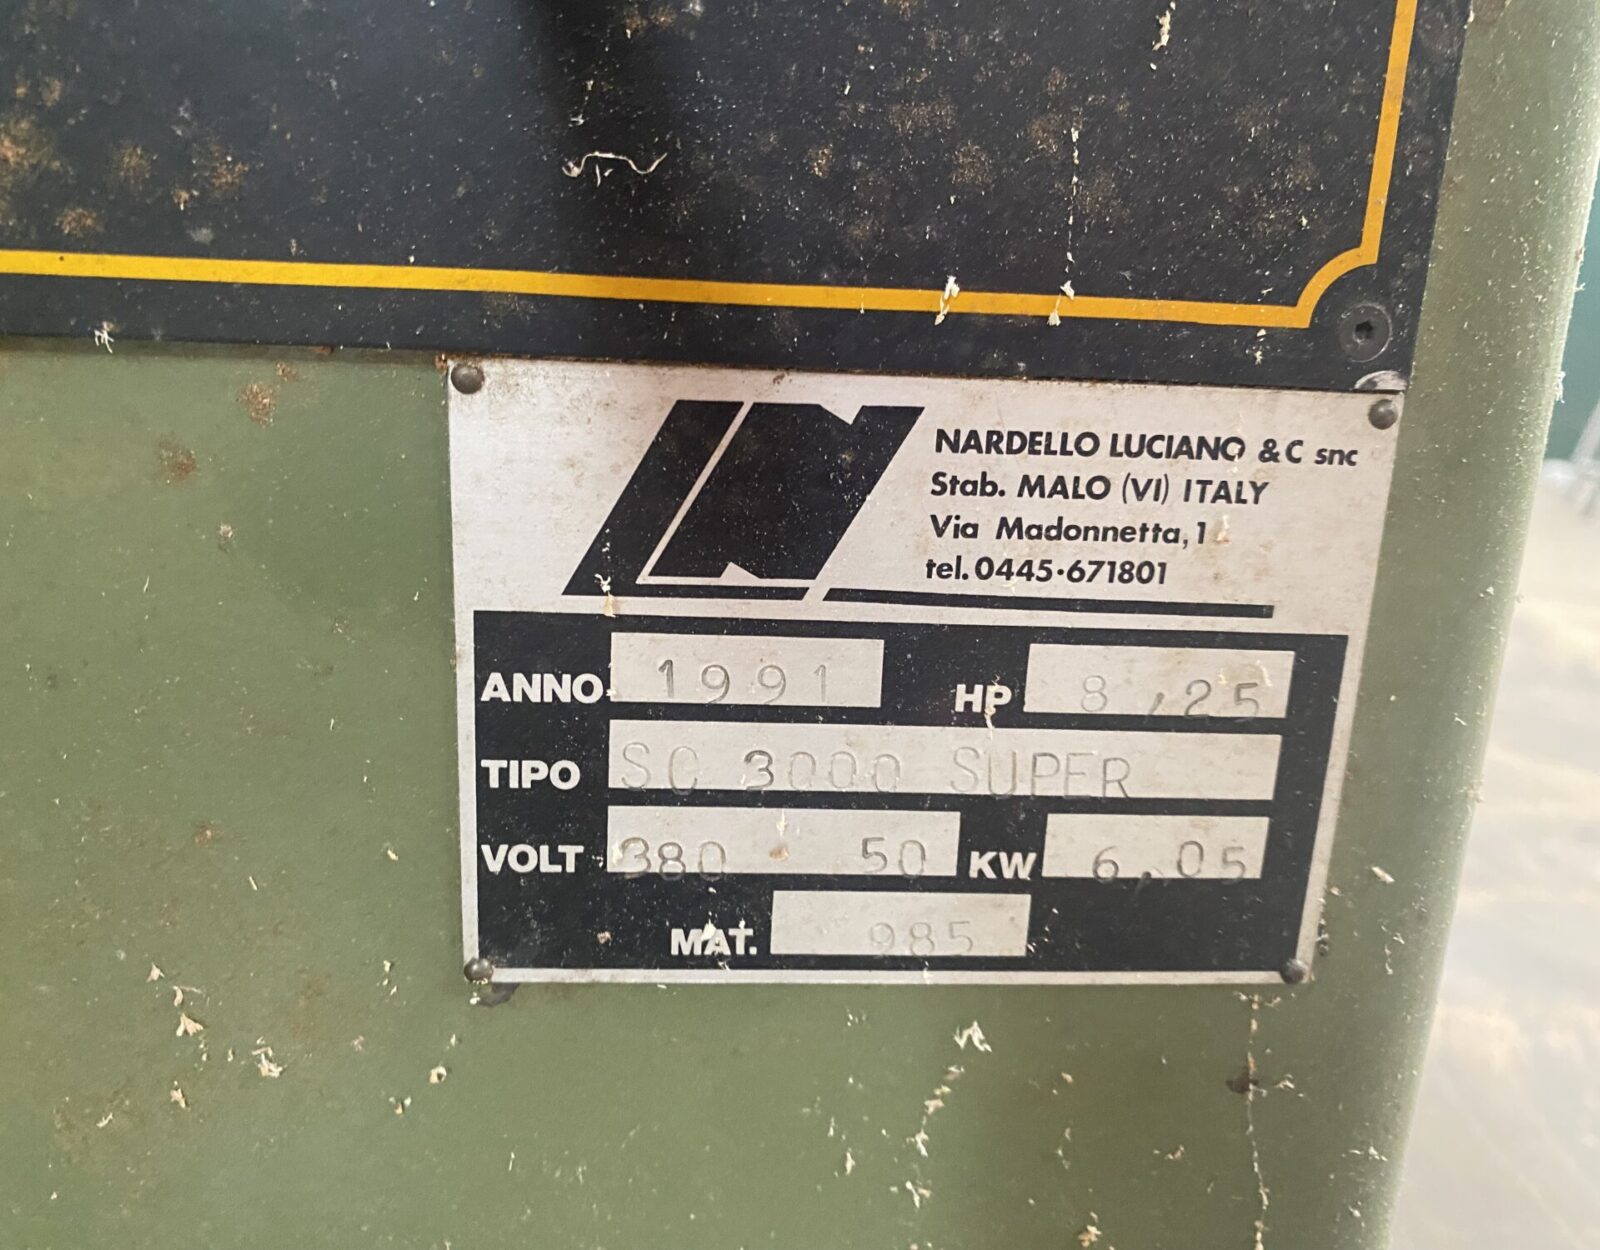 NARDELLO LUCIANO & C snc
Stab. MALO (VI) ITALY
Via Madonnetta, 1
tel. 0445·671801
ANNO 1991 HP 8,25
TIPO SC 3000 SUPER
VOLT 380 50 KW 6,05
MAT. 985